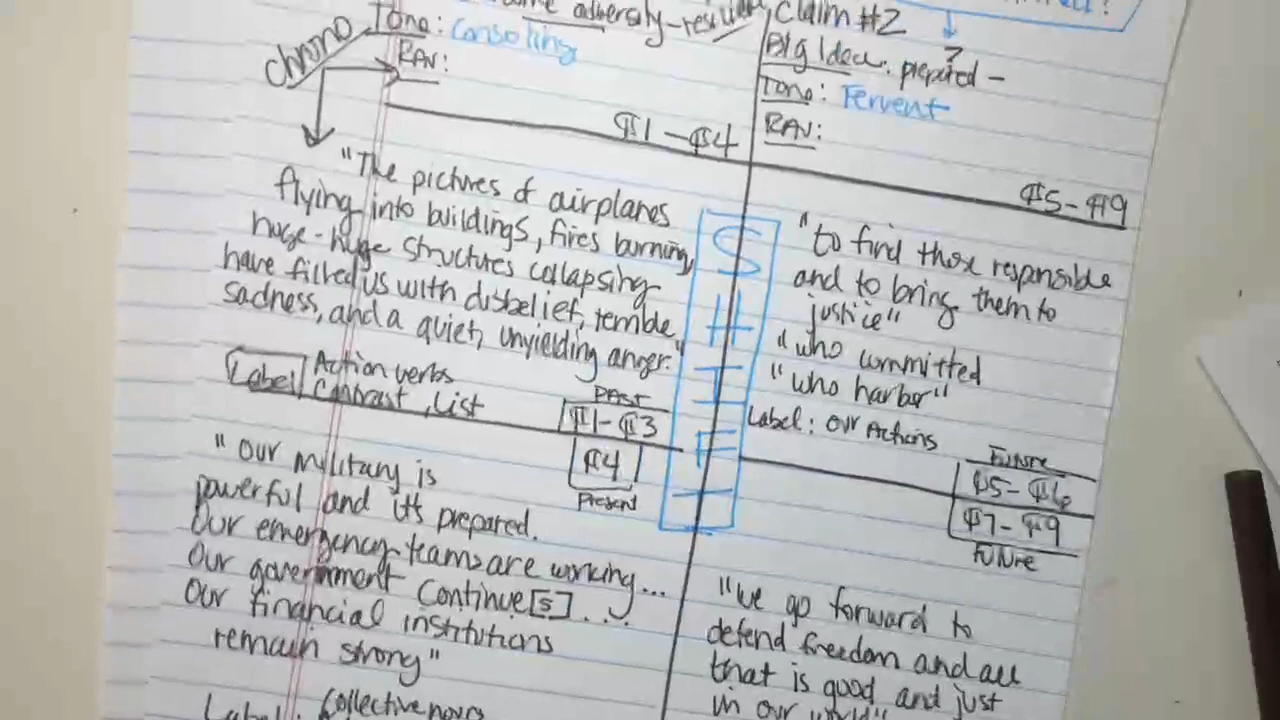 adversity-
Tone: Consoling
Chrono
RAV:
¶1-¶4
"The pictures of airplanes
flying into buildings, fires burning,
huge-huge structures collapsing
have filled us with disbelief, terrible
sadness, and a quiet, unyielding anger."
Label Action verbs
Contrast, List
Past
¶1-¶3
¶4
Present
"Our military is
powerful and it's prepared.
Our emergency teams are working...
Our government Continue[s]...
Our financial institutions
remain strong"
Label: Collective nouns
Claim #2
?
Big Idea: prepared -
Tone: Fervent
RAV:
¶5-¶9
SHIFT
"to find those responsible
and to bring them to
justice"
"who committed
"who harbor"
Label: Our Actions
Future
¶5-¶6
¶7-¶9
Future
"we go forward to
defend freedom and all
that is good and just
in our world"